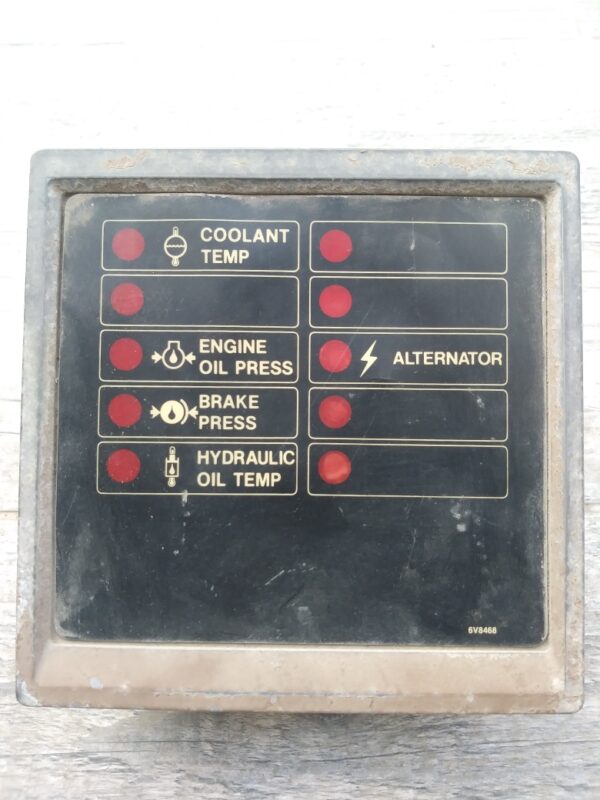 COOLANT
TEMP
ENGINE
OIL PRESS
ALTERNATOR
BRAKE
PRESS
HYDRAULIC
OIL TEMP
6V8468